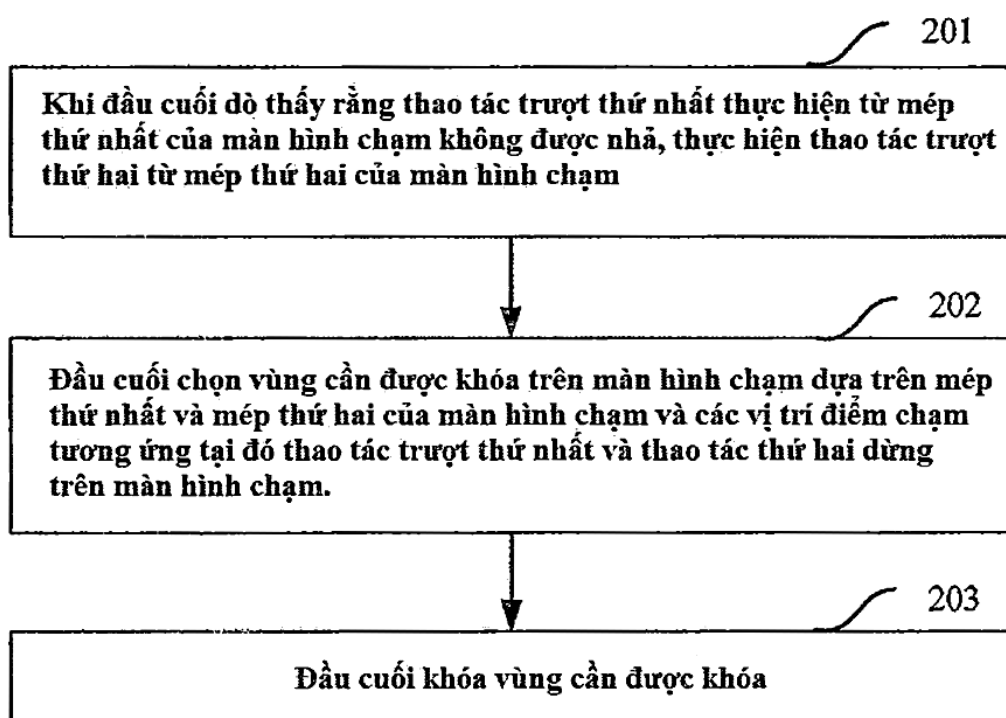 201
Khi đầu cuối dò thấy rằng thao tác trượt thứ nhất thực hiện từ mép
thứ nhất của màn hình chạm không được nhả, thực hiện thao tác trượt
thứ hai từ mép thứ hai của màn hình chạm
202
Đầu cuối chọn vùng cần được khóa trên màn hình chạm dựa trên mép
thứ nhất và mép thứ hai của màn hình chạm và các vị trí điểm chạm
tương ứng tại đó thao tác trượt thứ nhất và thao tác thứ hai dừng
trên màn hình chạm.
203
Đầu cuối khóa vùng cần được khóa